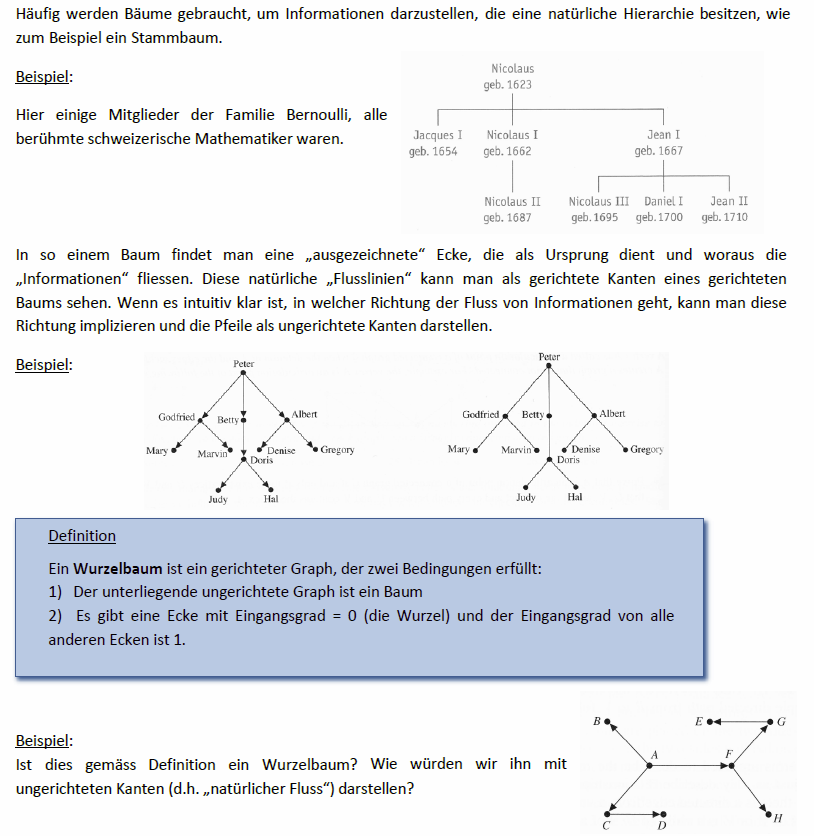 Häufig werden Bäume gebraucht, um Informationen darzustellen, die eine natürliche Hierarchie besitzen, wie
zum Beispiel ein Stammbaum.
Beispiel:
Hier einige Mitglieder der Familie Bernoulli, alle
berühmte schweizerische Mathematiker waren.
Nicolaus
geb. 1623
Jacques I Nicolaus I Jean I
geb. 1654 geb. 1662 geb. 1667
Nicolaus II Nicolaus III Daniel I Jean II
geb. 1687 geb. 1695 geb. 1700 geb. 1710
In so einem Baum findet man eine „ausgezeichnete“ Ecke, die als Ursprung dient und woraus die
„Informationen“ fliessen. Diese natürliche „Flusslinien“ kann man als gerichtete Kanten eines gerichteten
Baums sehen. Wenn es intuitiv klar ist, in welcher Richtung der Fluss von Informationen geht, kann man diese
Richtung implizieren und die Pfeile als ungerichtete Kanten darstellen.
Beispiel:
Peter
Godfried Betty Albert
Mary Marvin Denise Gregory
Doris
Judy Hal
Peter
Godfried Betty Albert
Mary Marvin Denise Gregory
Doris
Judy Hal
Definition
Ein Wurzelbaum ist ein gerichteter Graph, der zwei Bedingungen erfüllt:
1) Der unterliegende ungerichtete Graph ist ein Baum
2) Es gibt eine Ecke mit Eingangsgrad = 0 (die Wurzel) und der Eingangsgrad von alle
anderen Ecken ist 1.
Beispiel:
Ist dies gemäss Definition ein Wurzelbaum? Wie würden wir ihn mit
ungerichteten Kanten (d.h. „natürlicher Fluss“) darstellen?
B E G
A F
C D H